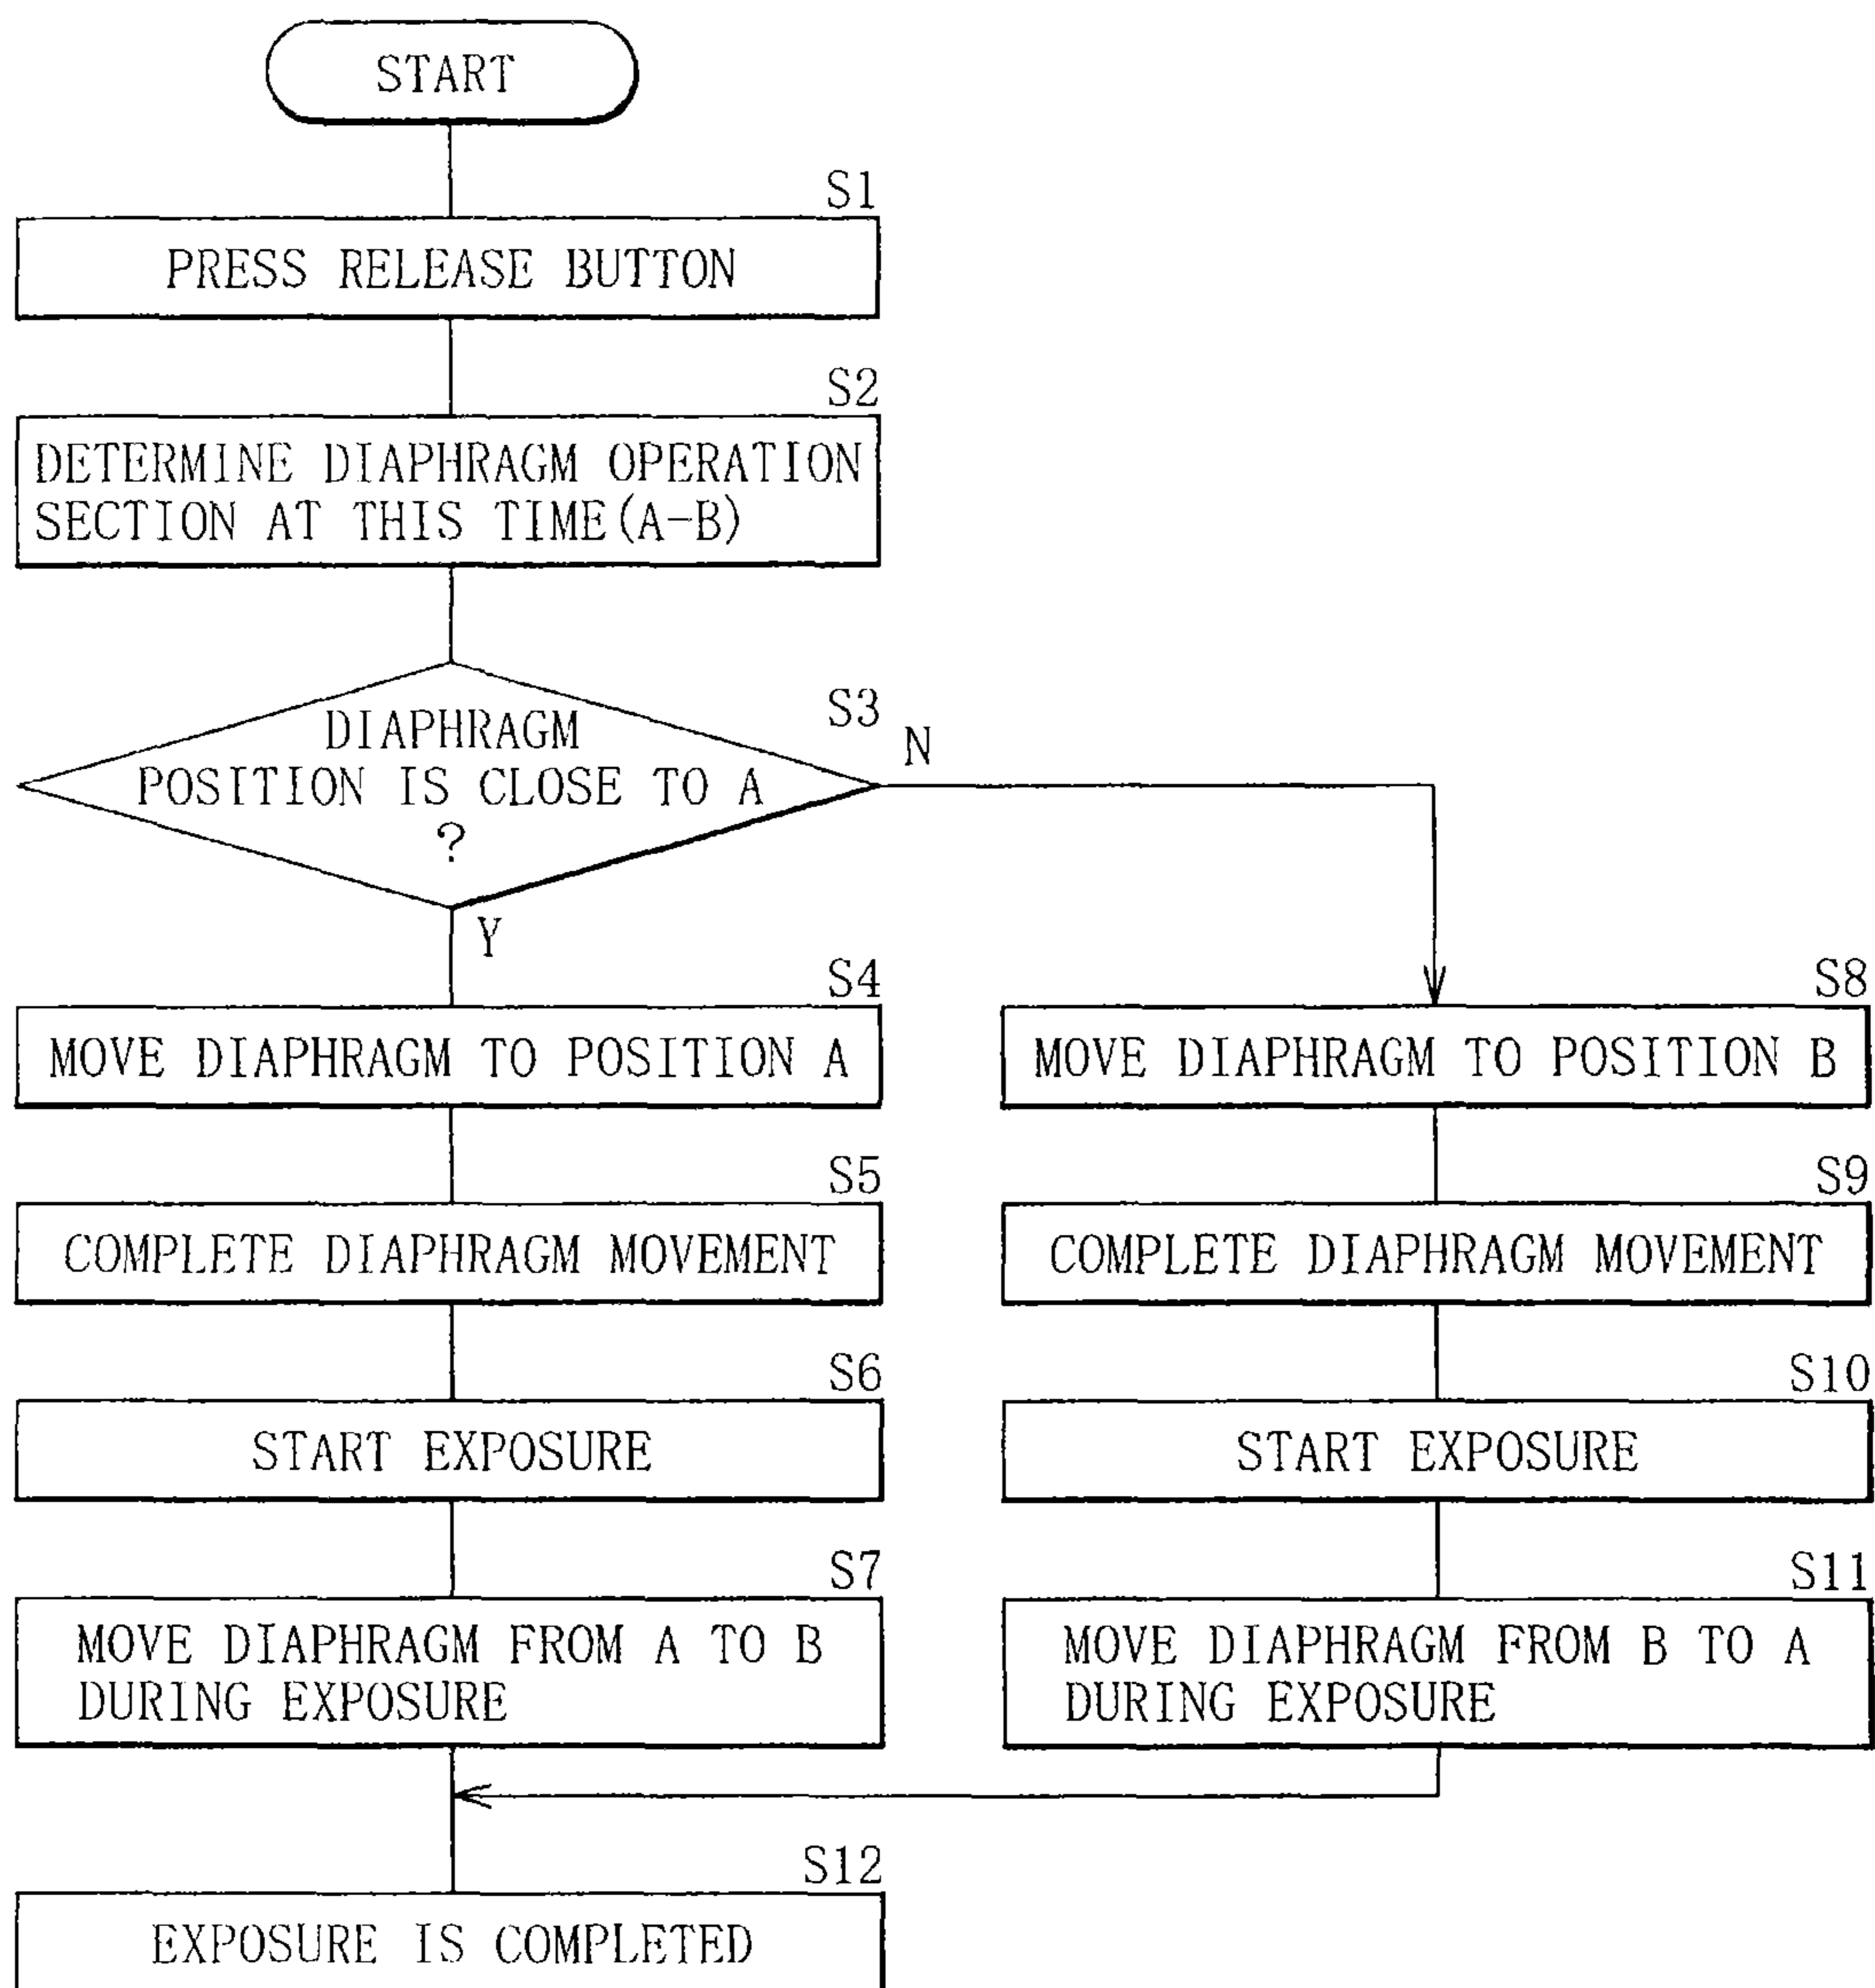 START
S1
PRESS RELEASE BUTTON
S2
DETERMINE DIAPHRAGM OPERATION
SECTION AT THIS TIME(A-B)
S3
DIAPHRAGM
POSITION IS CLOSE TO A
?
N
Y
S4
MOVE DIAPHRAGM TO POSITION A
S5
COMPLETE DIAPHRAGM MOVEMENT
S6
START EXPOSURE
S7
MOVE DIAPHRAGM FROM A TO B
DURING EXPOSURE
S8
MOVE DIAPHRAGM TO POSITION B
S9
COMPLETE DIAPHRAGM MOVEMENT
S10
START EXPOSURE
S11
MOVE DIAPHRAGM FROM B TO A
DURING EXPOSURE
S12
EXPOSURE IS COMPLETED